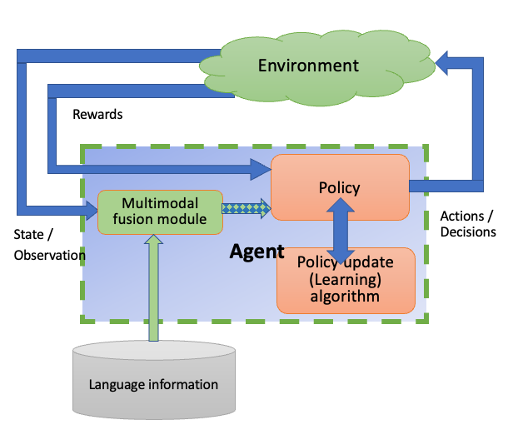 Environment
Rewards
Policy
Multimodal
fusion module
State /
Observation
Actions /
Decisions
Agent
Policy update
(Learning)
algorithm
Language information